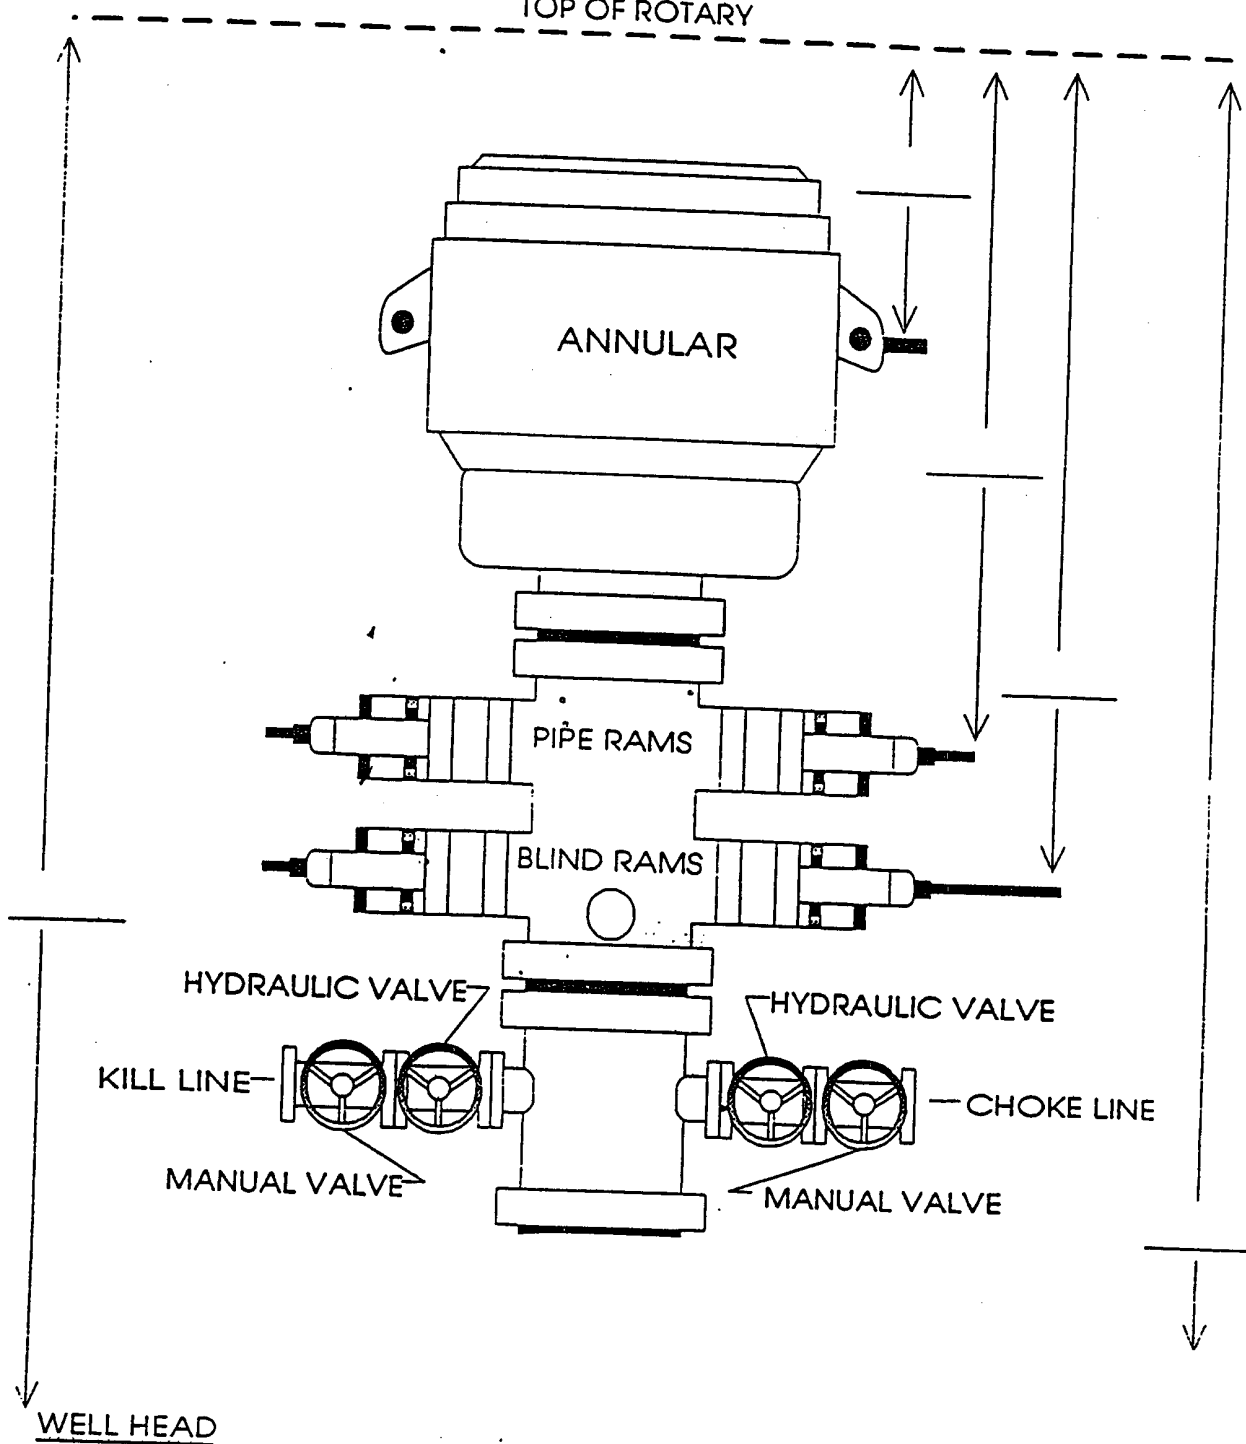 TOP OF ROTARY
ANNULAR
PIPE RAMS
BLIND RAMS
HYDRAULIC VALVE
HYDRAULIC VALVE
KILL LINE
CHOKE LINE
MANUAL VALVE
MANUAL VALVE
WELL HEAD